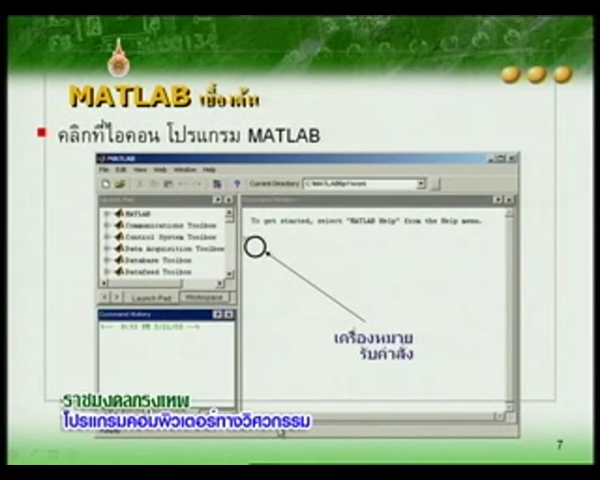 MATLAB เบื้องต้น
คลิกที่ไอคอน โปรแกรม MATLAB
MATLAB
File Edit View Web Window Help
Current Directory:
Launch Pad
Command Window
MATLAB
Communications Toolbox
Control System Toolbox
Data Acquisition Toolbox
Database Toolbox
Datafeed Toolbox
To get started, select "MATLAB Help" from the Help menu.
Launch Pad Workspace
Command History
เครื่องหมาย
รับคำสั่ง
ราชมงคลกรุงเทพ
โปรแกรมคอมพิวเตอร์ทางวิศวกรรม
7